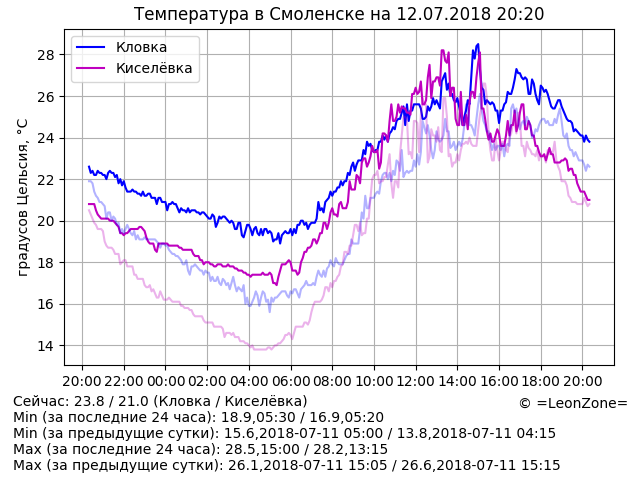 Температура в Смоленске на 12.07.2018 20:20
Кловка
Киселёвка
градусов Цельсия, °C
28
26
24
22
20
18
16
14
20:00 22:00 00:00 02:00 04:00 06:00 08:00 10:00 12:00 14:00 16:00 18:00 20:00
Сейчас: 23.8 / 21.0 (Кловка / Киселёвка)
© =LeonZone=
Min (за последние 24 часа): 18.9,05:30 / 16.9,05:20
Min (за предыдущие сутки): 15.6,2018-07-11 05:00 / 13.8,2018-07-11 04:15
Max (за последние 24 часа): 28.5,15:00 / 28.2,13:15
Max (за предыдущие сутки): 26.1,2018-07-11 15:05 / 26.6,2018-07-11 15:15